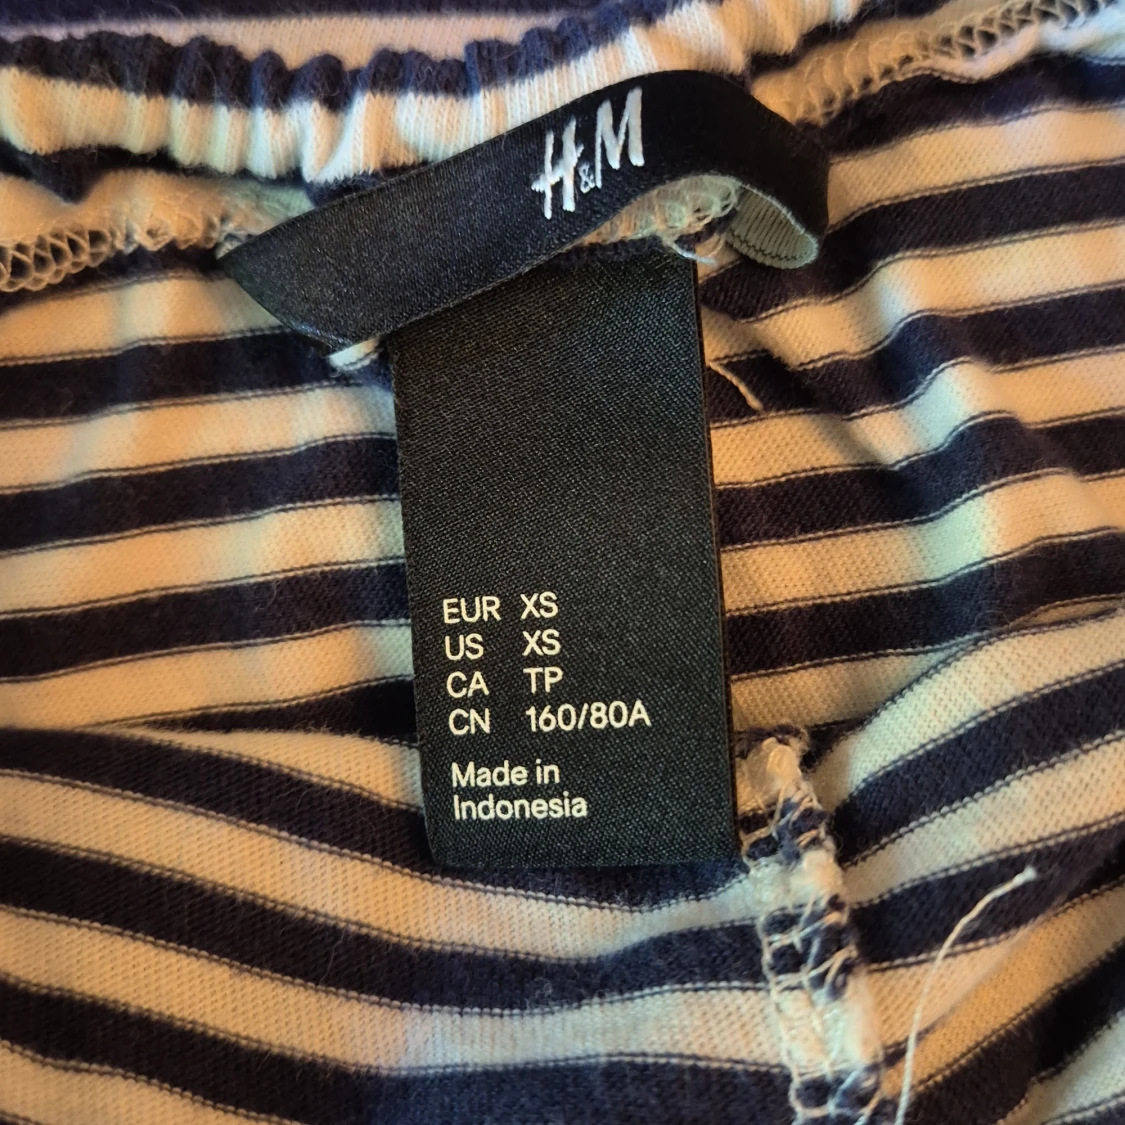 H&M
EUR XS
US XS
CA TP
CN 160/80A
Made in
Indonesia